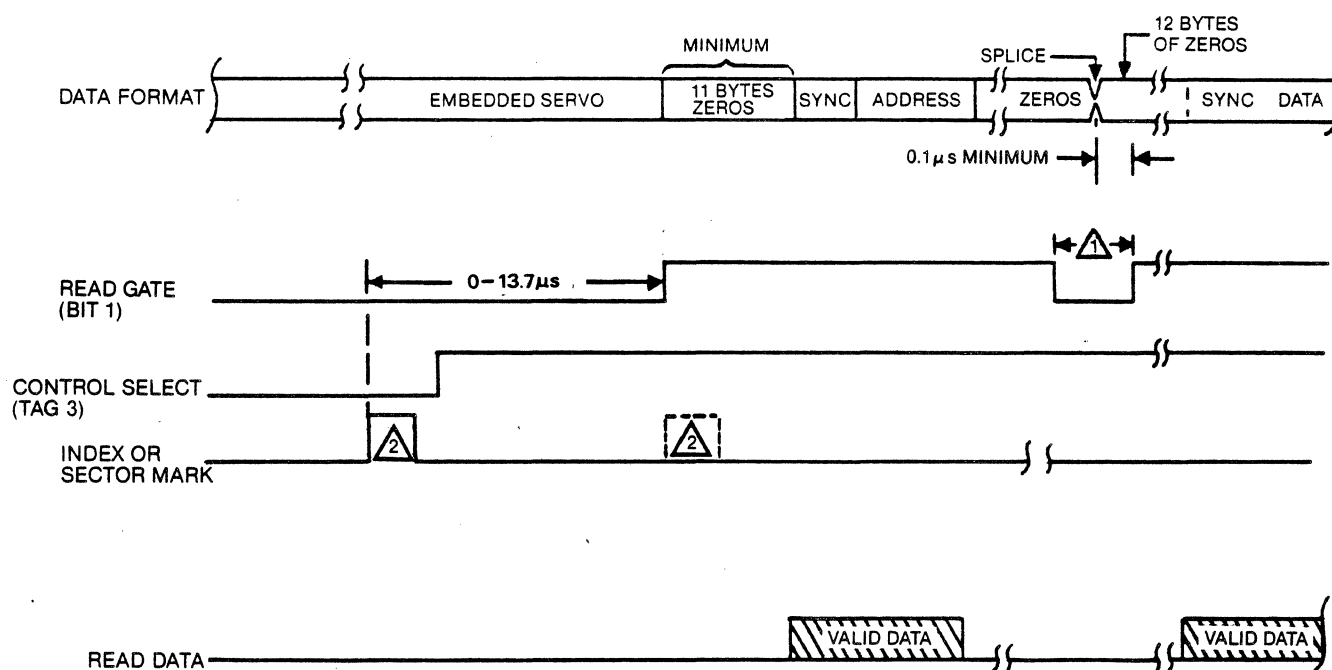 12 BYTES
OF ZEROS
MINIMUM
SPLICE
DATA FORMAT
EMBEDDED SERVO
11 BYTES
ZEROS
SYNC
ADDRESS
ZEROS
SYNC
DATA
0.1μs MINIMUM
1
0-13.7μs
READ GATE
(BIT 1)
CONTROL SELECT
(TAG 3)
2
2
INDEX OR
SECTOR MARK
VALID DATA
VALID DATA
READ DATA